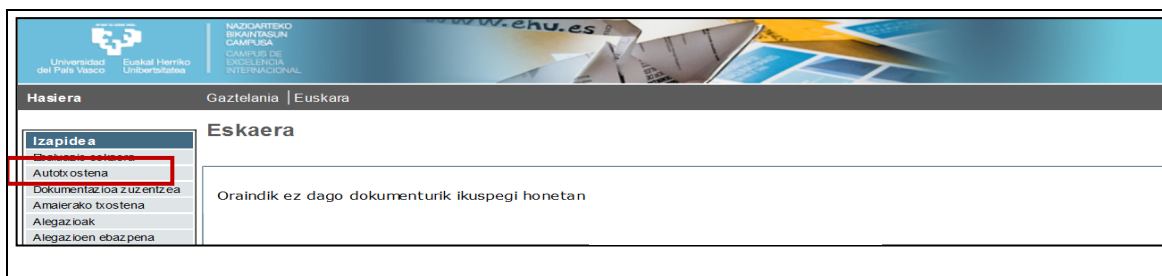 www.ehu.es
NAZIOARTEKO
BIKAINTASUN
CAMPUSA
CAMPUS DE
EXCELENCIA
INTERNACIONAL
Universidad
del País Vasco
Euskal Herriko
Unibertsitatea
Hasiera
Gaztelania | Euskara
Eskaera
Izapidea
Ebaluazio eskaera
Autotxostena
Dokumentazioa zuzentzea
Amaierako txostena
Alegazioak
Alegazioen ebazpena
Oraindik ez dago dokumenturik ikuspegi honetan